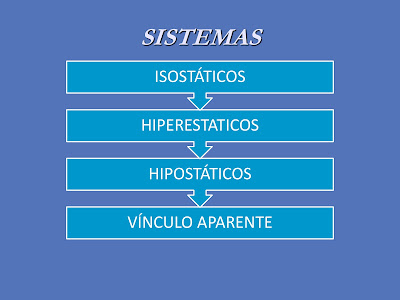 SISTEMAS
ISOSTÁTICOS
HIPERESTATICOS
HIPOSTÁTICOS
VÍNCULO APARENTE